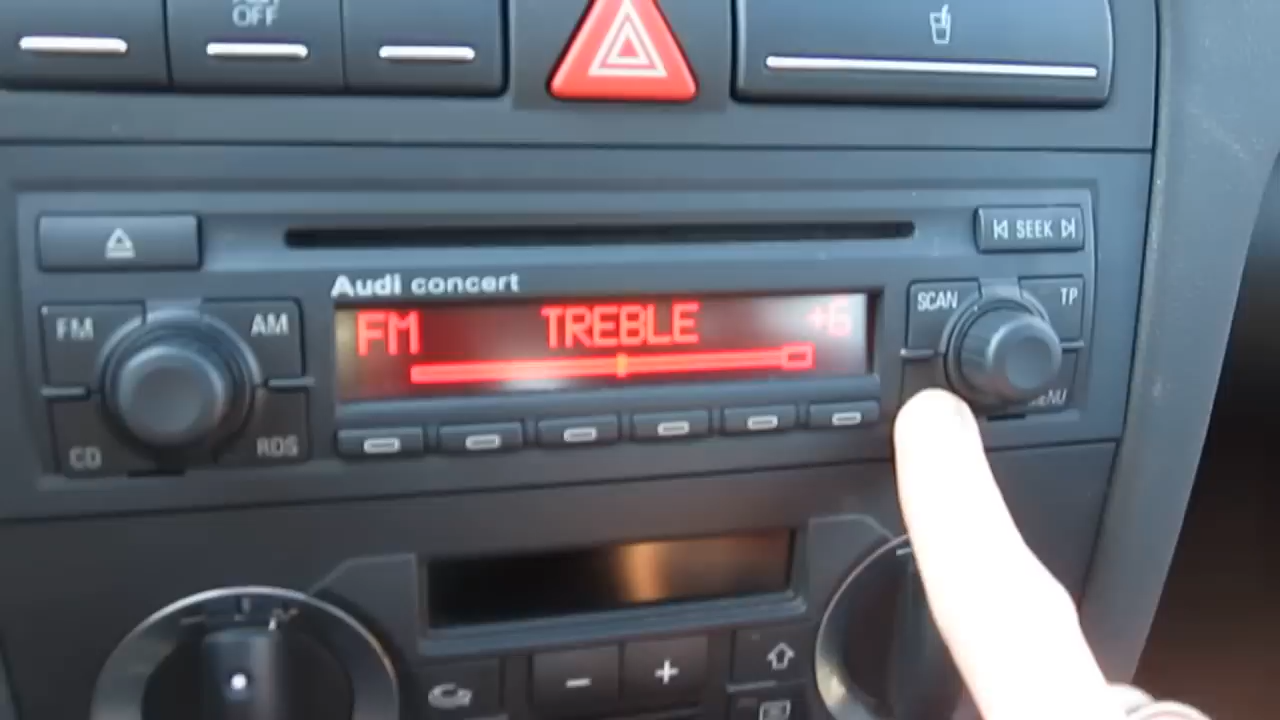 OFF
SEEK
Audi concert
FM
AM
FM TREBLE +6
SCAN
TP
CD
RDS